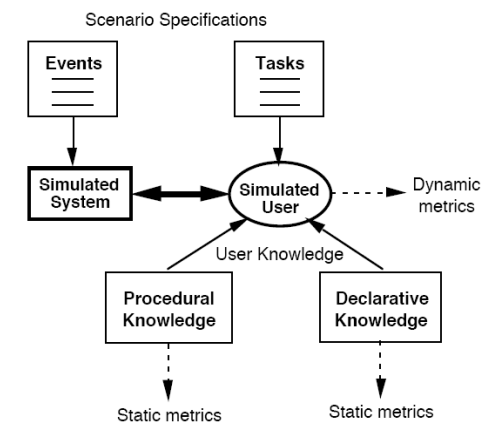 Scenario Specifications
Events
Tasks
Simulated
System
Simulated
User
Dynamic
metrics
User Knowledge
Procedural
Knowledge
Declarative
Knowledge
Static metrics
Static metrics